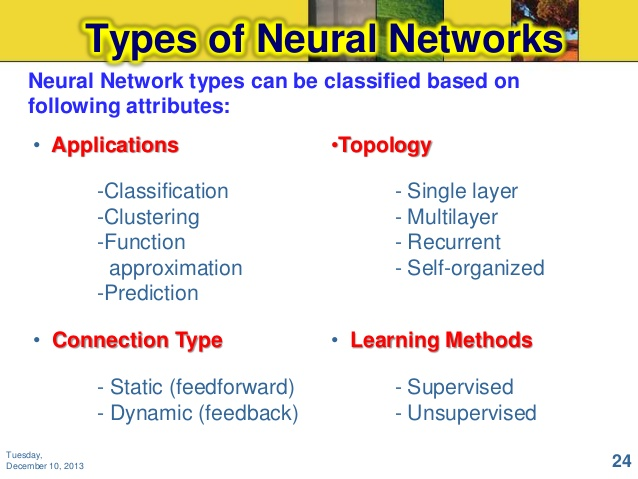 Types of Neural Networks
Neural Network types can be classified based on
following attributes:
• Applications
-Classification
-Clustering
-Function
approximation
-Prediction
•Topology
- Single layer
- Multilayer
- Recurrent
- Self-organized
• Connection Type
- Static (feedforward)
- Dynamic (feedback)
• Learning Methods
- Supervised
- Unsupervised
Tuesday,
December 10, 2013
24